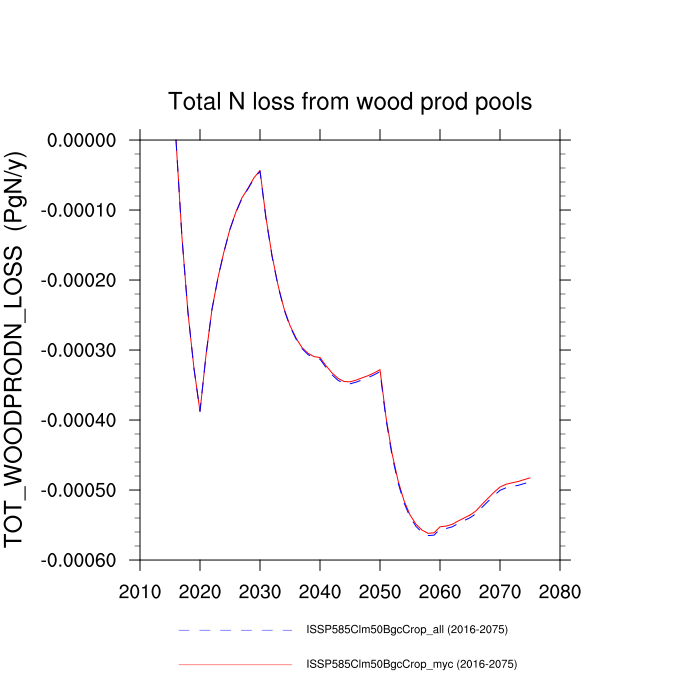 Total N loss from wood prod pools
TOT_WOODPRODN_LOSS (PgN/y)
0.00000
-0.00010
-0.00020
-0.00030
-0.00040
-0.00050
-0.00060
2010 2020 2030 2040 2050 2060 2070 2080
ISSP585Clm50BgcCrop_all (2016-2075)
ISSP585Clm50BgcCrop_myc (2016-2075)